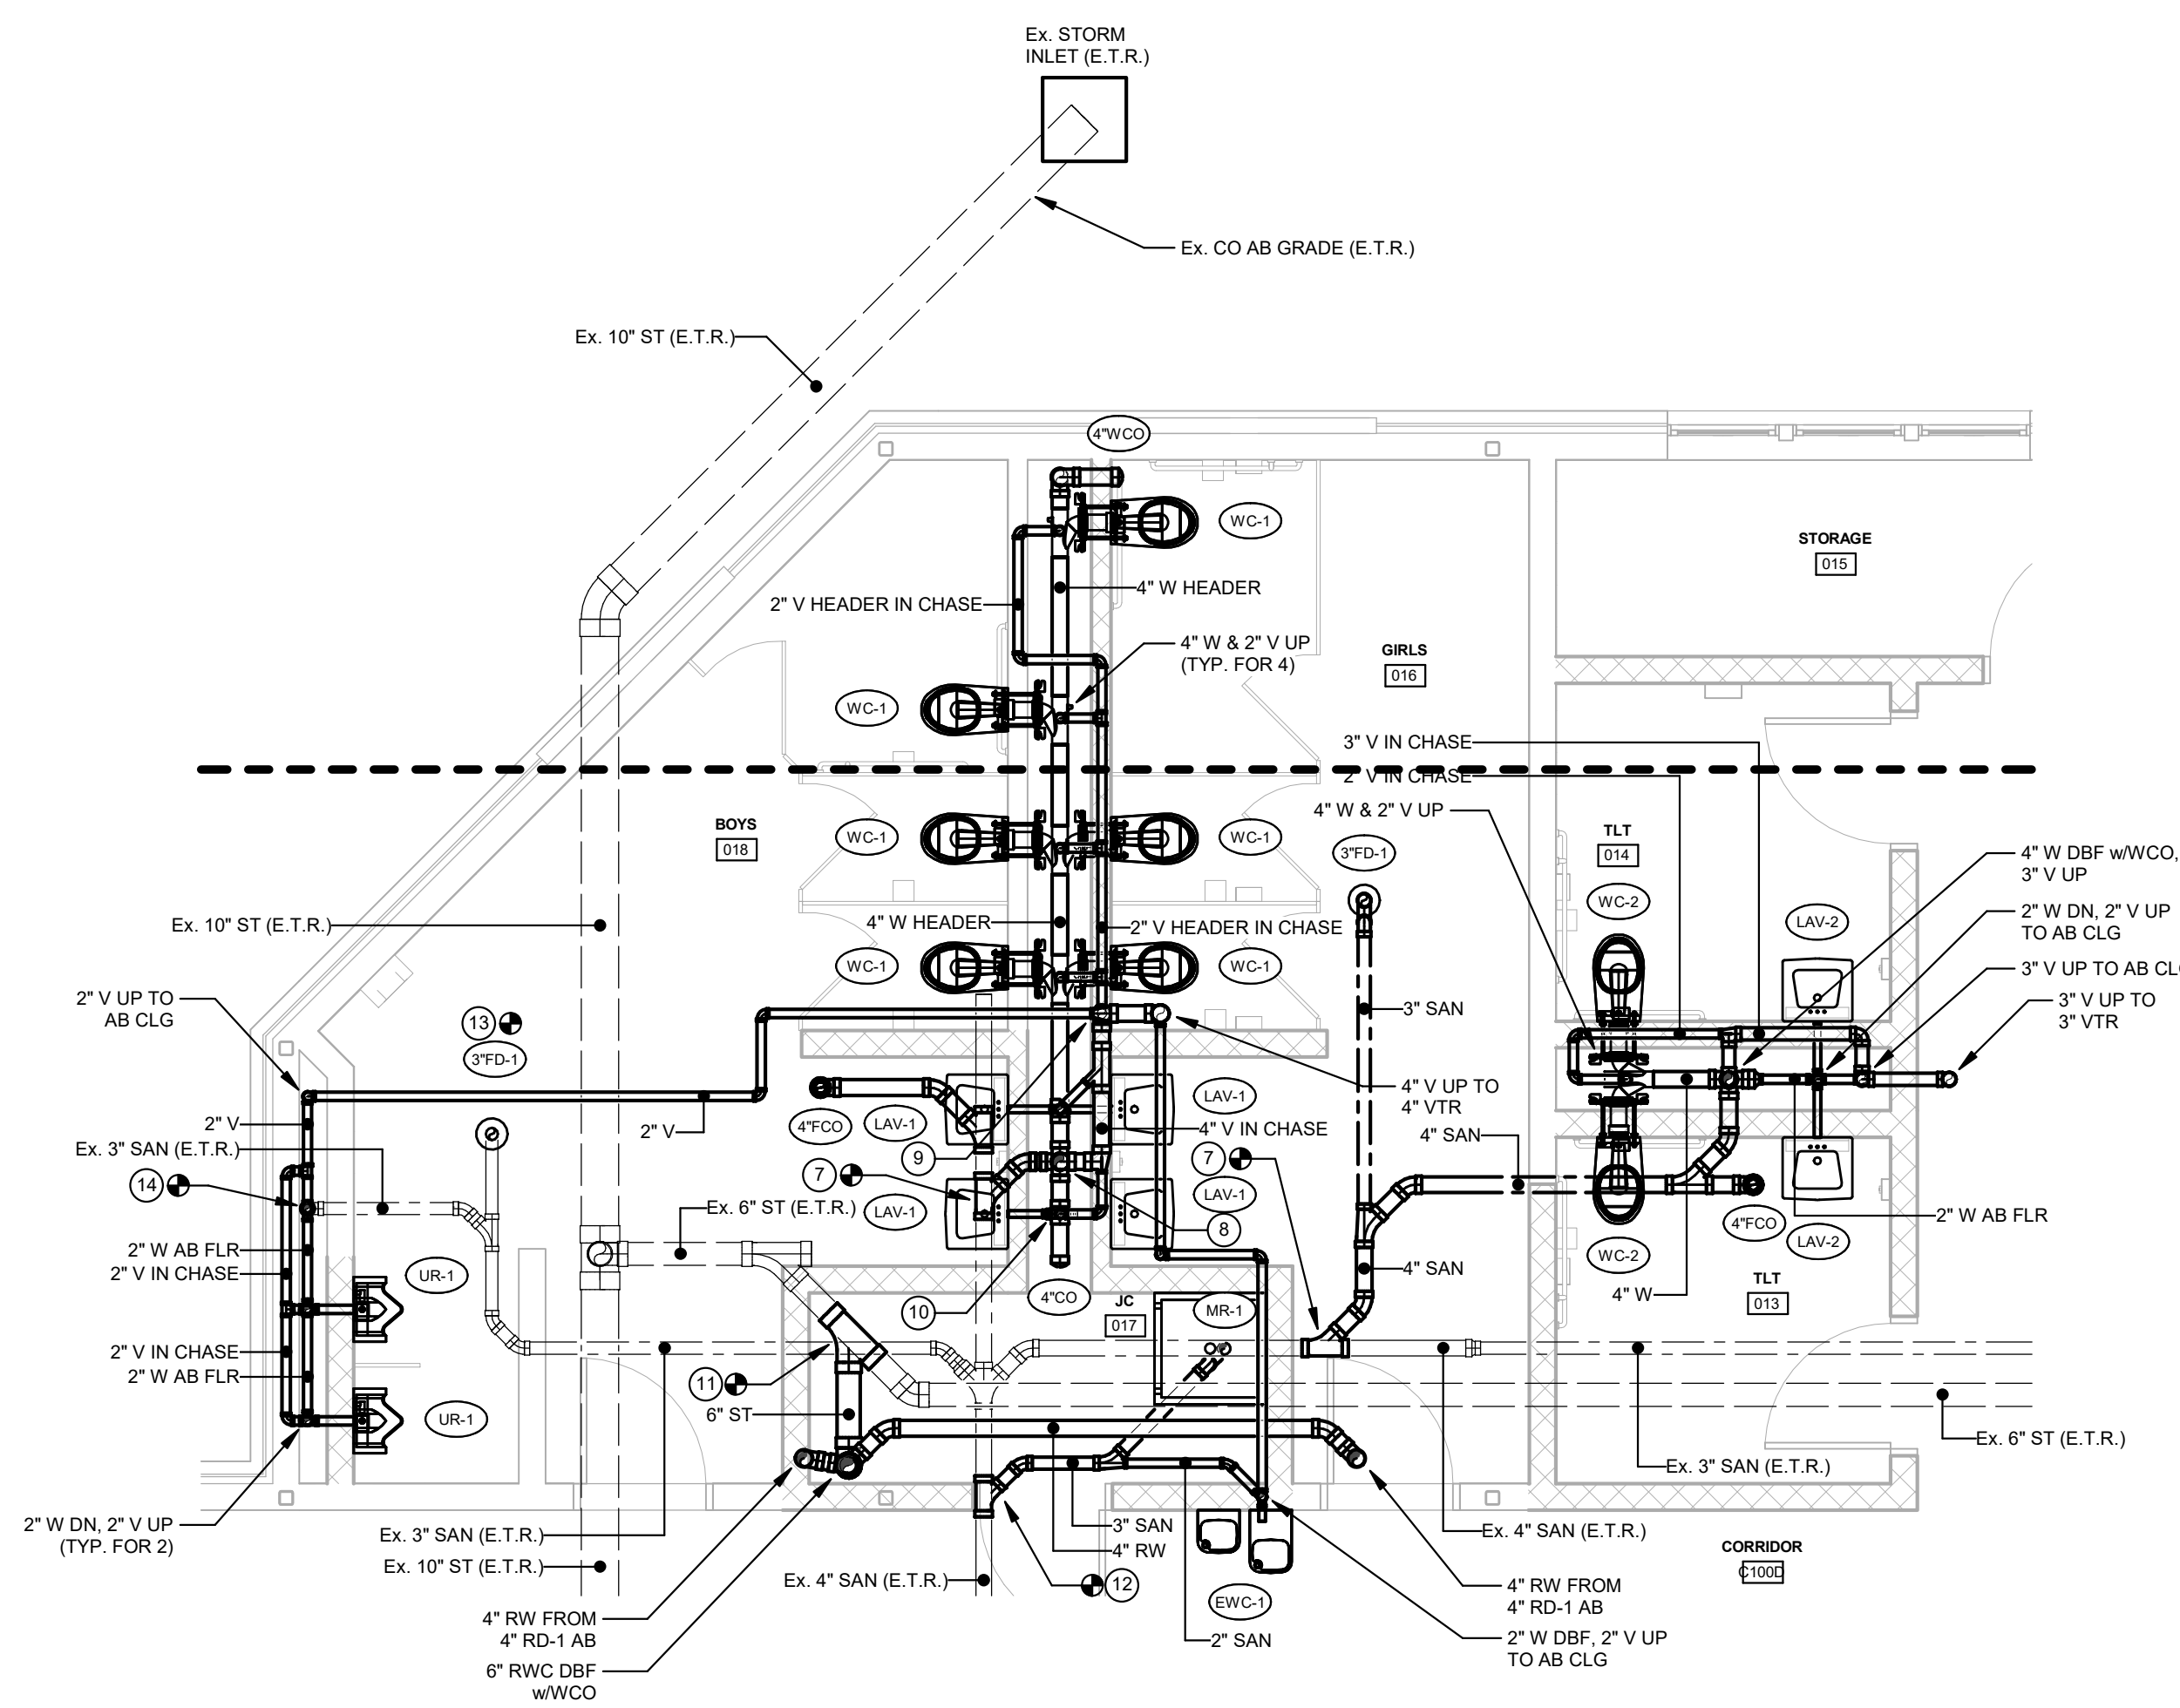 Ex. STORM
INLET (E.T.R.)
Ex. CO AB GRADE (E.T.R.)
Ex. 10" ST (E.T.R.)
4"WCO
WC-1
STORAGE
015
4" W HEADER
2" V HEADER IN CHASE
4" W & 2" V UP
(TYP. FOR 4)
GIRLS
016
WC-1
3" V IN CHASE
2" V IN CHASE
4" W & 2" V UP
BOYS
018
WC-1
WC-1
3"FD-1
TLT
014
4" W DBF w/WCO,
3" V UP
WC-2
LAV-2
2" W DN, 2" V UP
TO AB CLG
Ex. 10" ST (E.T.R.)
4" W HEADER
2" V HEADER IN CHASE
WC-1
WC-1
3" V UP TO AB CL
2" V UP TO
AB CLG
3" V UP TO
3" VTR
3" SAN
13
3"FD-1
4" V UP TO
4" VTR
LAV-1
4"FCO
LAV-1
2" V
2" V
4" V IN CHASE
4" SAN
Ex. 3" SAN (E.T.R.)
9
7
7
14
LAV-1
LAV-1
Ex. 6" ST (E.T.R.)
8
4"FCO
LAV-2
2" W AB FLR
2" W AB FLR
2" V IN CHASE
UR-1
WC-2
4" SAN
TLT
013
4" W
4"CO
10
JC
017
MR-1
2" V IN CHASE
2" W AB FLR
11
6" ST
UR-1
Ex. 6" ST (E.T.R.)
Ex. 3" SAN (E.T.R.)
2" W DN, 2" V UP
(TYP. FOR 2)
Ex. 3" SAN (E.T.R.)
3" SAN
Ex. 4" SAN (E.T.R.)
4" RW
CORRIDOR
C100D
Ex. 10" ST (E.T.R.)
Ex. 4" SAN (E.T.R.)
12
4" RW FROM
4" RD-1 AB
EWC-1
4" RW FROM
4" RD-1 AB
2" SAN
2" W DBF, 2" V UP
TO AB CLG
6" RWC DBF
w/WCO